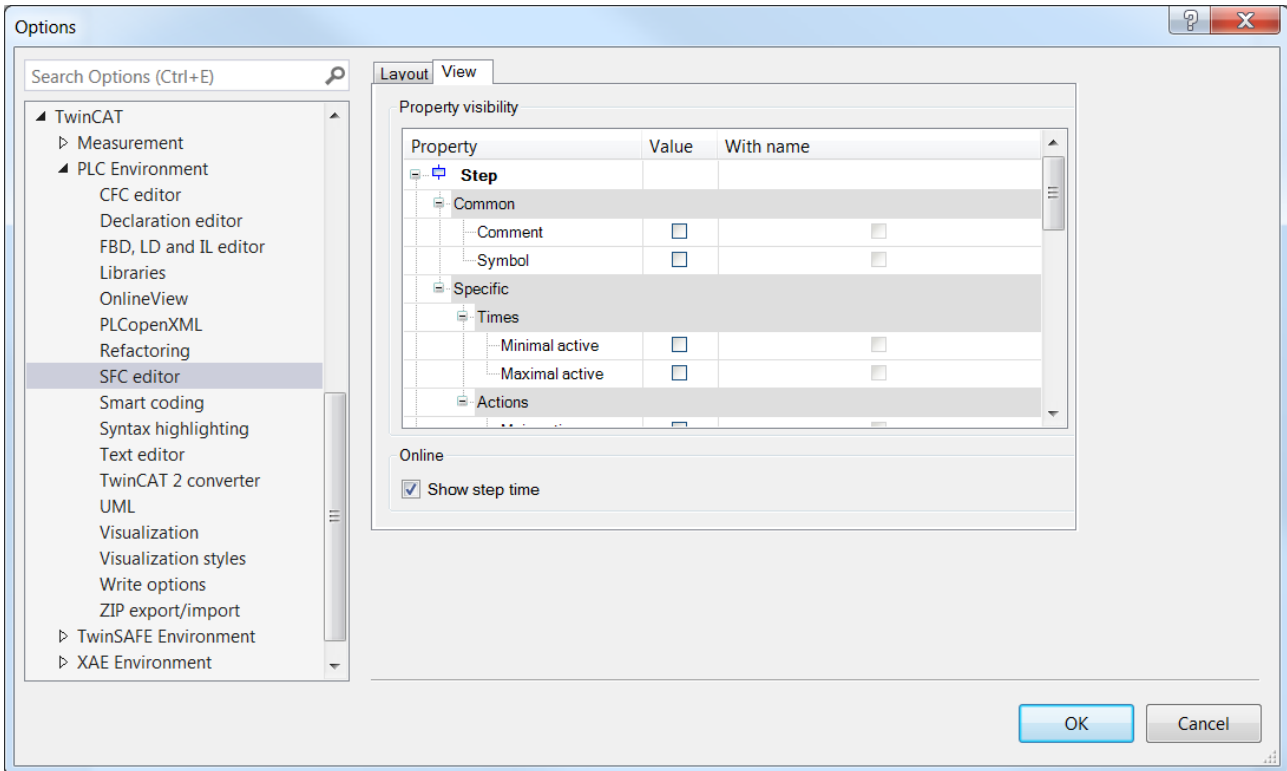 Options
Search Options (Ctrl+E)
TwinCAT
Measurement
PLC Environment
CFC editor
Declaration editor
FBD, LD and IL editor
Libraries
OnlineView
PLCopenXML
Refactoring
SFC editor
Smart coding
Syntax highlighting
Text editor
TwinCAT 2 converter
UML
Visualization
Visualization styles
Write options
ZIP export/import
TwinSAFE Environment
XAE Environment
Layout View
Property visibility
Property Value With name
Step
Common
Comment
Symbol
Specific
Times
Minimal active
Maximal active
Actions
Online
Show step time
OK Cancel